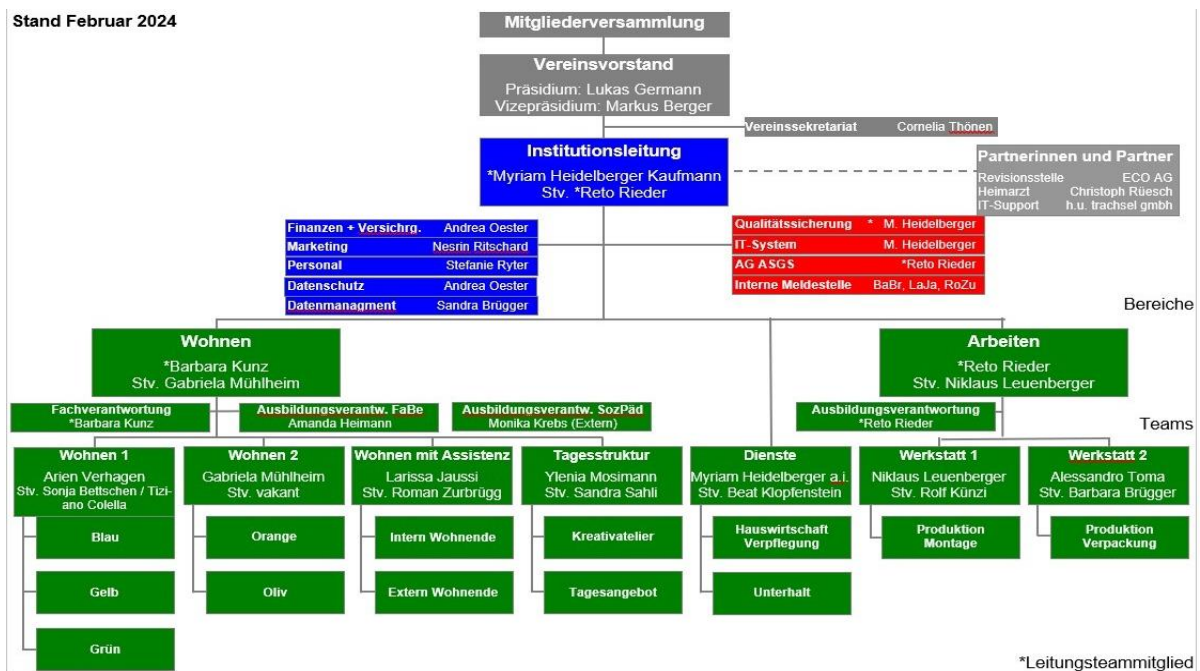 Stand Februar 2024
Mitgliederversammlung
Vereinsvorstand
Präsidium: Lukas Germann
Vizepräsidium: Markus Berger
Vereinssekretariat Cornelia Thönen
Institutionsleitung
*Myriam Heidelberger Kaufmann
Stv. *Reto Rieder
Partnerinnen und Partner
Revisionsstelle ECO AG
Heimarzt Christoph Rüesch
IT-Support h.u. trachsel gmbh
Finanzen + Versichrg. Andrea Oester
Marketing Nesrin Ritschard
Personal Stefanie Ryter
Datenschutz Andrea Oester
Datenmanagment Sandra Brügger
Qualitätssicherung * M. Heidelberger
IT-System M. Heidelberger
AG ASGS *Reto Rieder
Interne Meldestelle BaBr, LaJa, RoZu
Bereiche
Wohnen
*Barbara Kunz
Stv. Gabriela Mühlheim
Arbeiten
*Reto Rieder
Stv. Niklaus Leuenberger
Fachverantwortung
*Barbara Kunz
Ausbildungsverantw. FaBe
Amanda Heimann
Ausbildungsverantw. SozPäd
Monika Krebs (Extern)
Ausbildungsverantwortung
*Reto Rieder
Teams
Wohnen 1
Arien Verhagen
Stv. Sonja Bettschen / Tizi-
ano Colella
Blau
Gelb
Grün
Wohnen 2
Gabriela Mühlheim
Stv. vakant
Orange
Oliv
Wohnen mit Assistenz
Larissa Jaussi
Stv. Roman Zurbrügg
Intern Wohnende
Extern Wohnende
Tagesstruktur
Ylenia Mosimann
Stv. Sandra Sahli
Kreativatelier
Tagesangebot
Dienste
Myriam Heidelberger a.i.
Stv. Beat Klopfenstein
Hauswirtschaft
Verpflegung
Unterhalt
Werkstatt 1
Niklaus Leuenberger
Stv. Rolf Künzi
Produktion
Montage
Werkstatt 2
Alessandro Toma
Stv. Barbara Brügger
Produktion
Verpackung
*Leitungsteammitglied